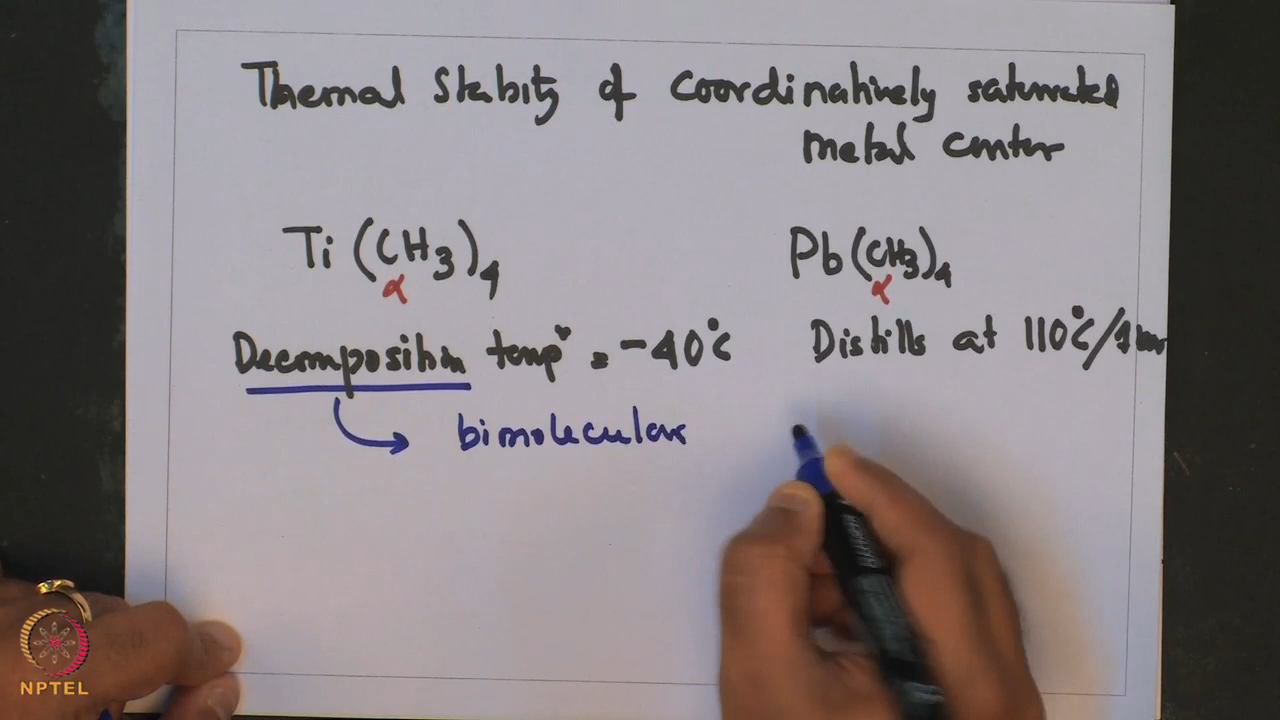 Thermal Stabity of coordinatively saturated
metal center
Ti (CH3)4 Pb(CH3)4
α α
Decomposition temp = -40°C Distills at 110°C/1
bimolecular
NPTEL